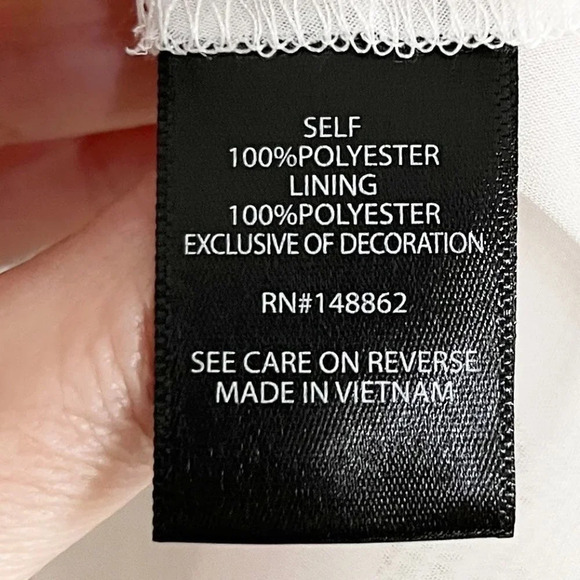 SELF
100%POLYESTER
LINING
100%POLYESTER
EXCLUSIVE OF DECORATION
RN#148862
SEE CARE ON REVERSE
MADE IN VIETNAM